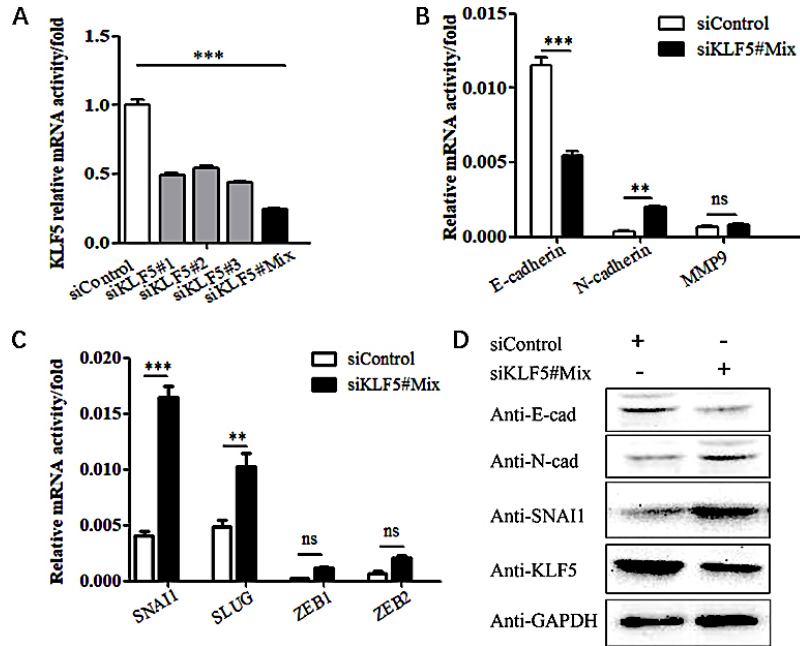 A
KLF5 relative mRNA activity/fold
1.5
1.0
0.5
0.0
***
siControl
siKLF5#1
siKLF5#2
siKLF5#3
siKLF5#Mix
B
Relative mRNA activity/fold
0.015
0.010
0.005
0.000
siControl
siKLF5#Mix
***
**
ns
E-cadherin
N-cadherin
MMP9
C
Relative mRNA activity/fold
0.020
0.015
0.010
0.005
0.000
siControl
siKLF5#Mix
***
**
ns
ns
SNAI1
SLUG
ZEB1
ZEB2
D
siControl + -
siKLF5#Mix - +
Anti-E-cad
Anti-N-cad
Anti-SNAI1
Anti-KLF5
Anti-GAPDH